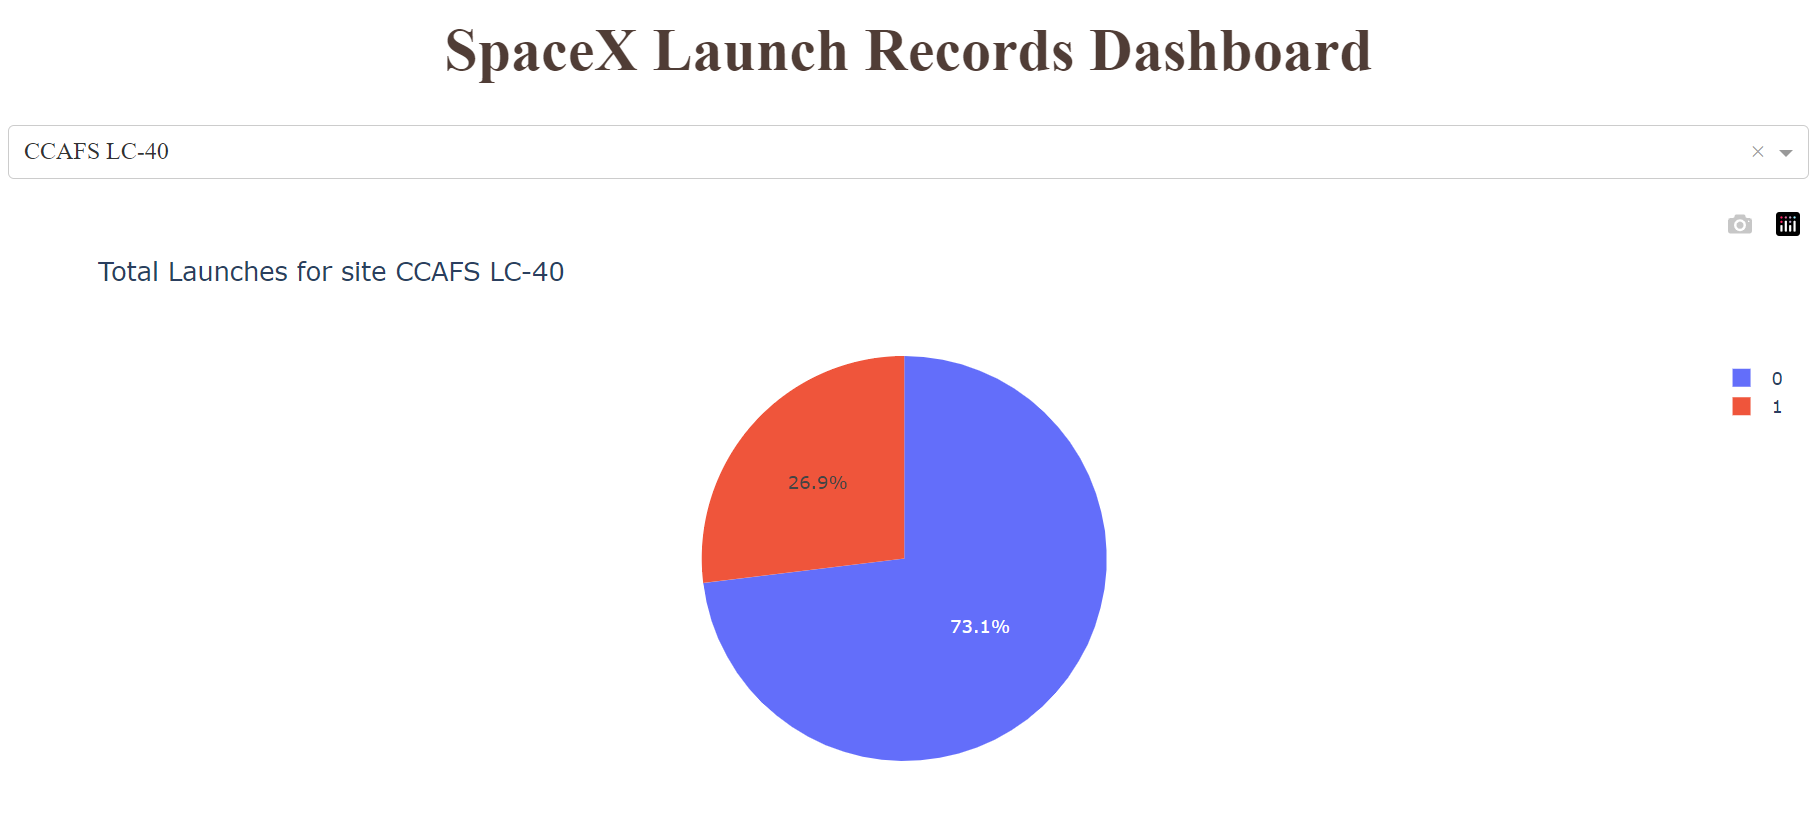 SpaceX Launch Records Dashboard
CCAFS LC-40
Total Launches for site CCAFS LC-40
0
1
26.9%
73.1%